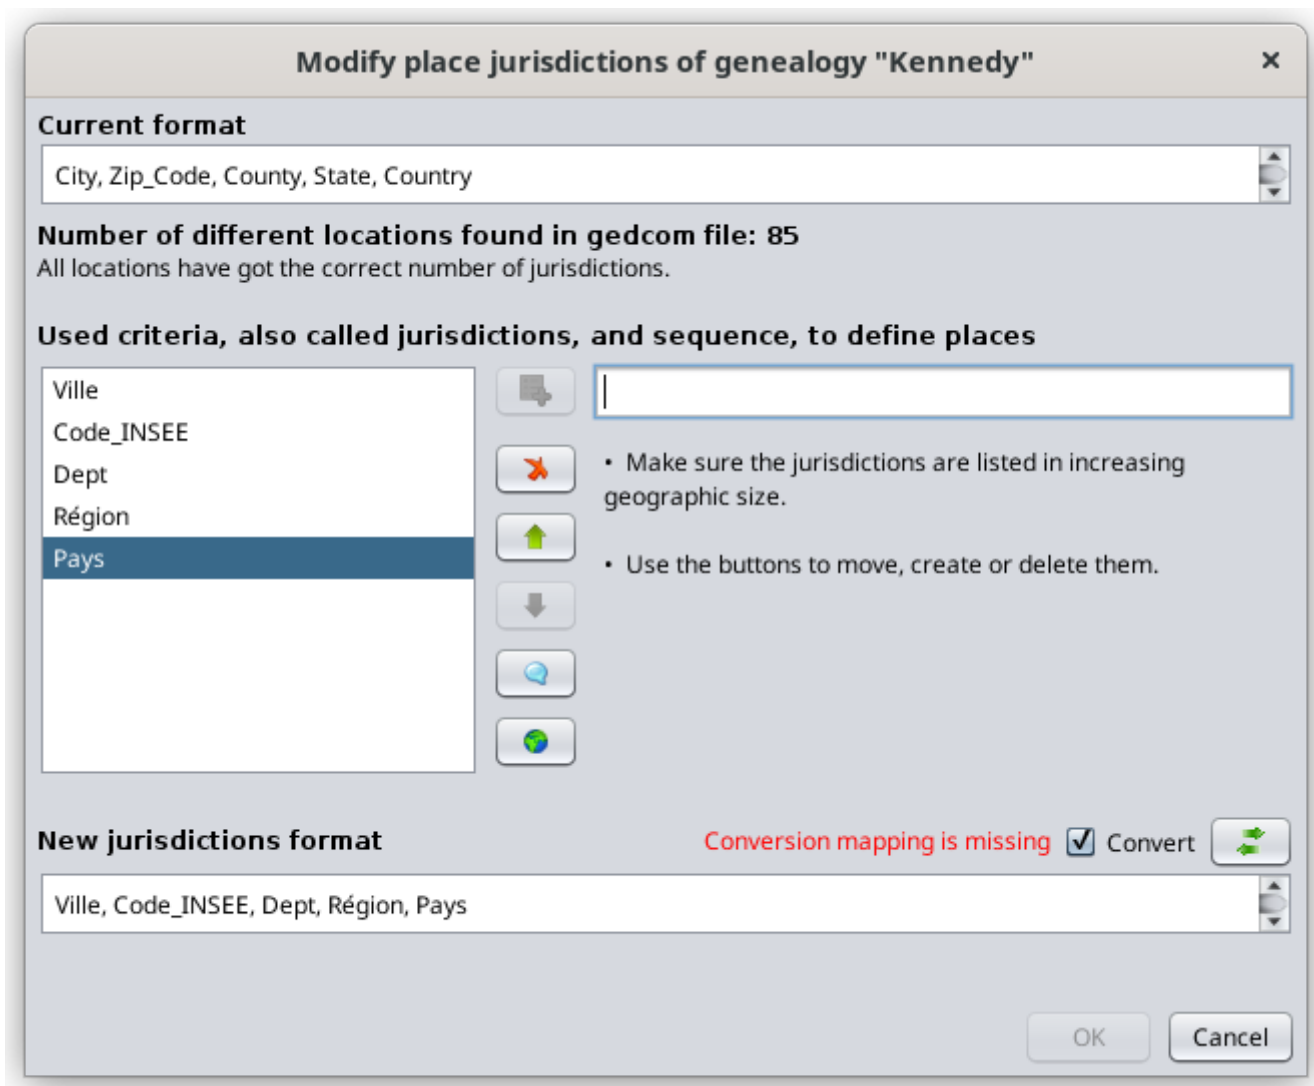 Modify place jurisdictions of genealogy "Kennedy"
Current format
City, Zip_Code, County, State, Country
Number of different locations found in gedcom file: 85
All locations have got the correct number of jurisdictions.
Used criteria, also called jurisdictions, and sequence, to define places
Ville
Code_INSEE
Dept
Région
Pays
• Make sure the jurisdictions are listed in increasing
geographic size.
• Use the buttons to move, create or delete them.
New jurisdictions format
Conversion mapping is missing
Convert
Ville, Code_INSEE, Dept, Région, Pays
OK
Cancel